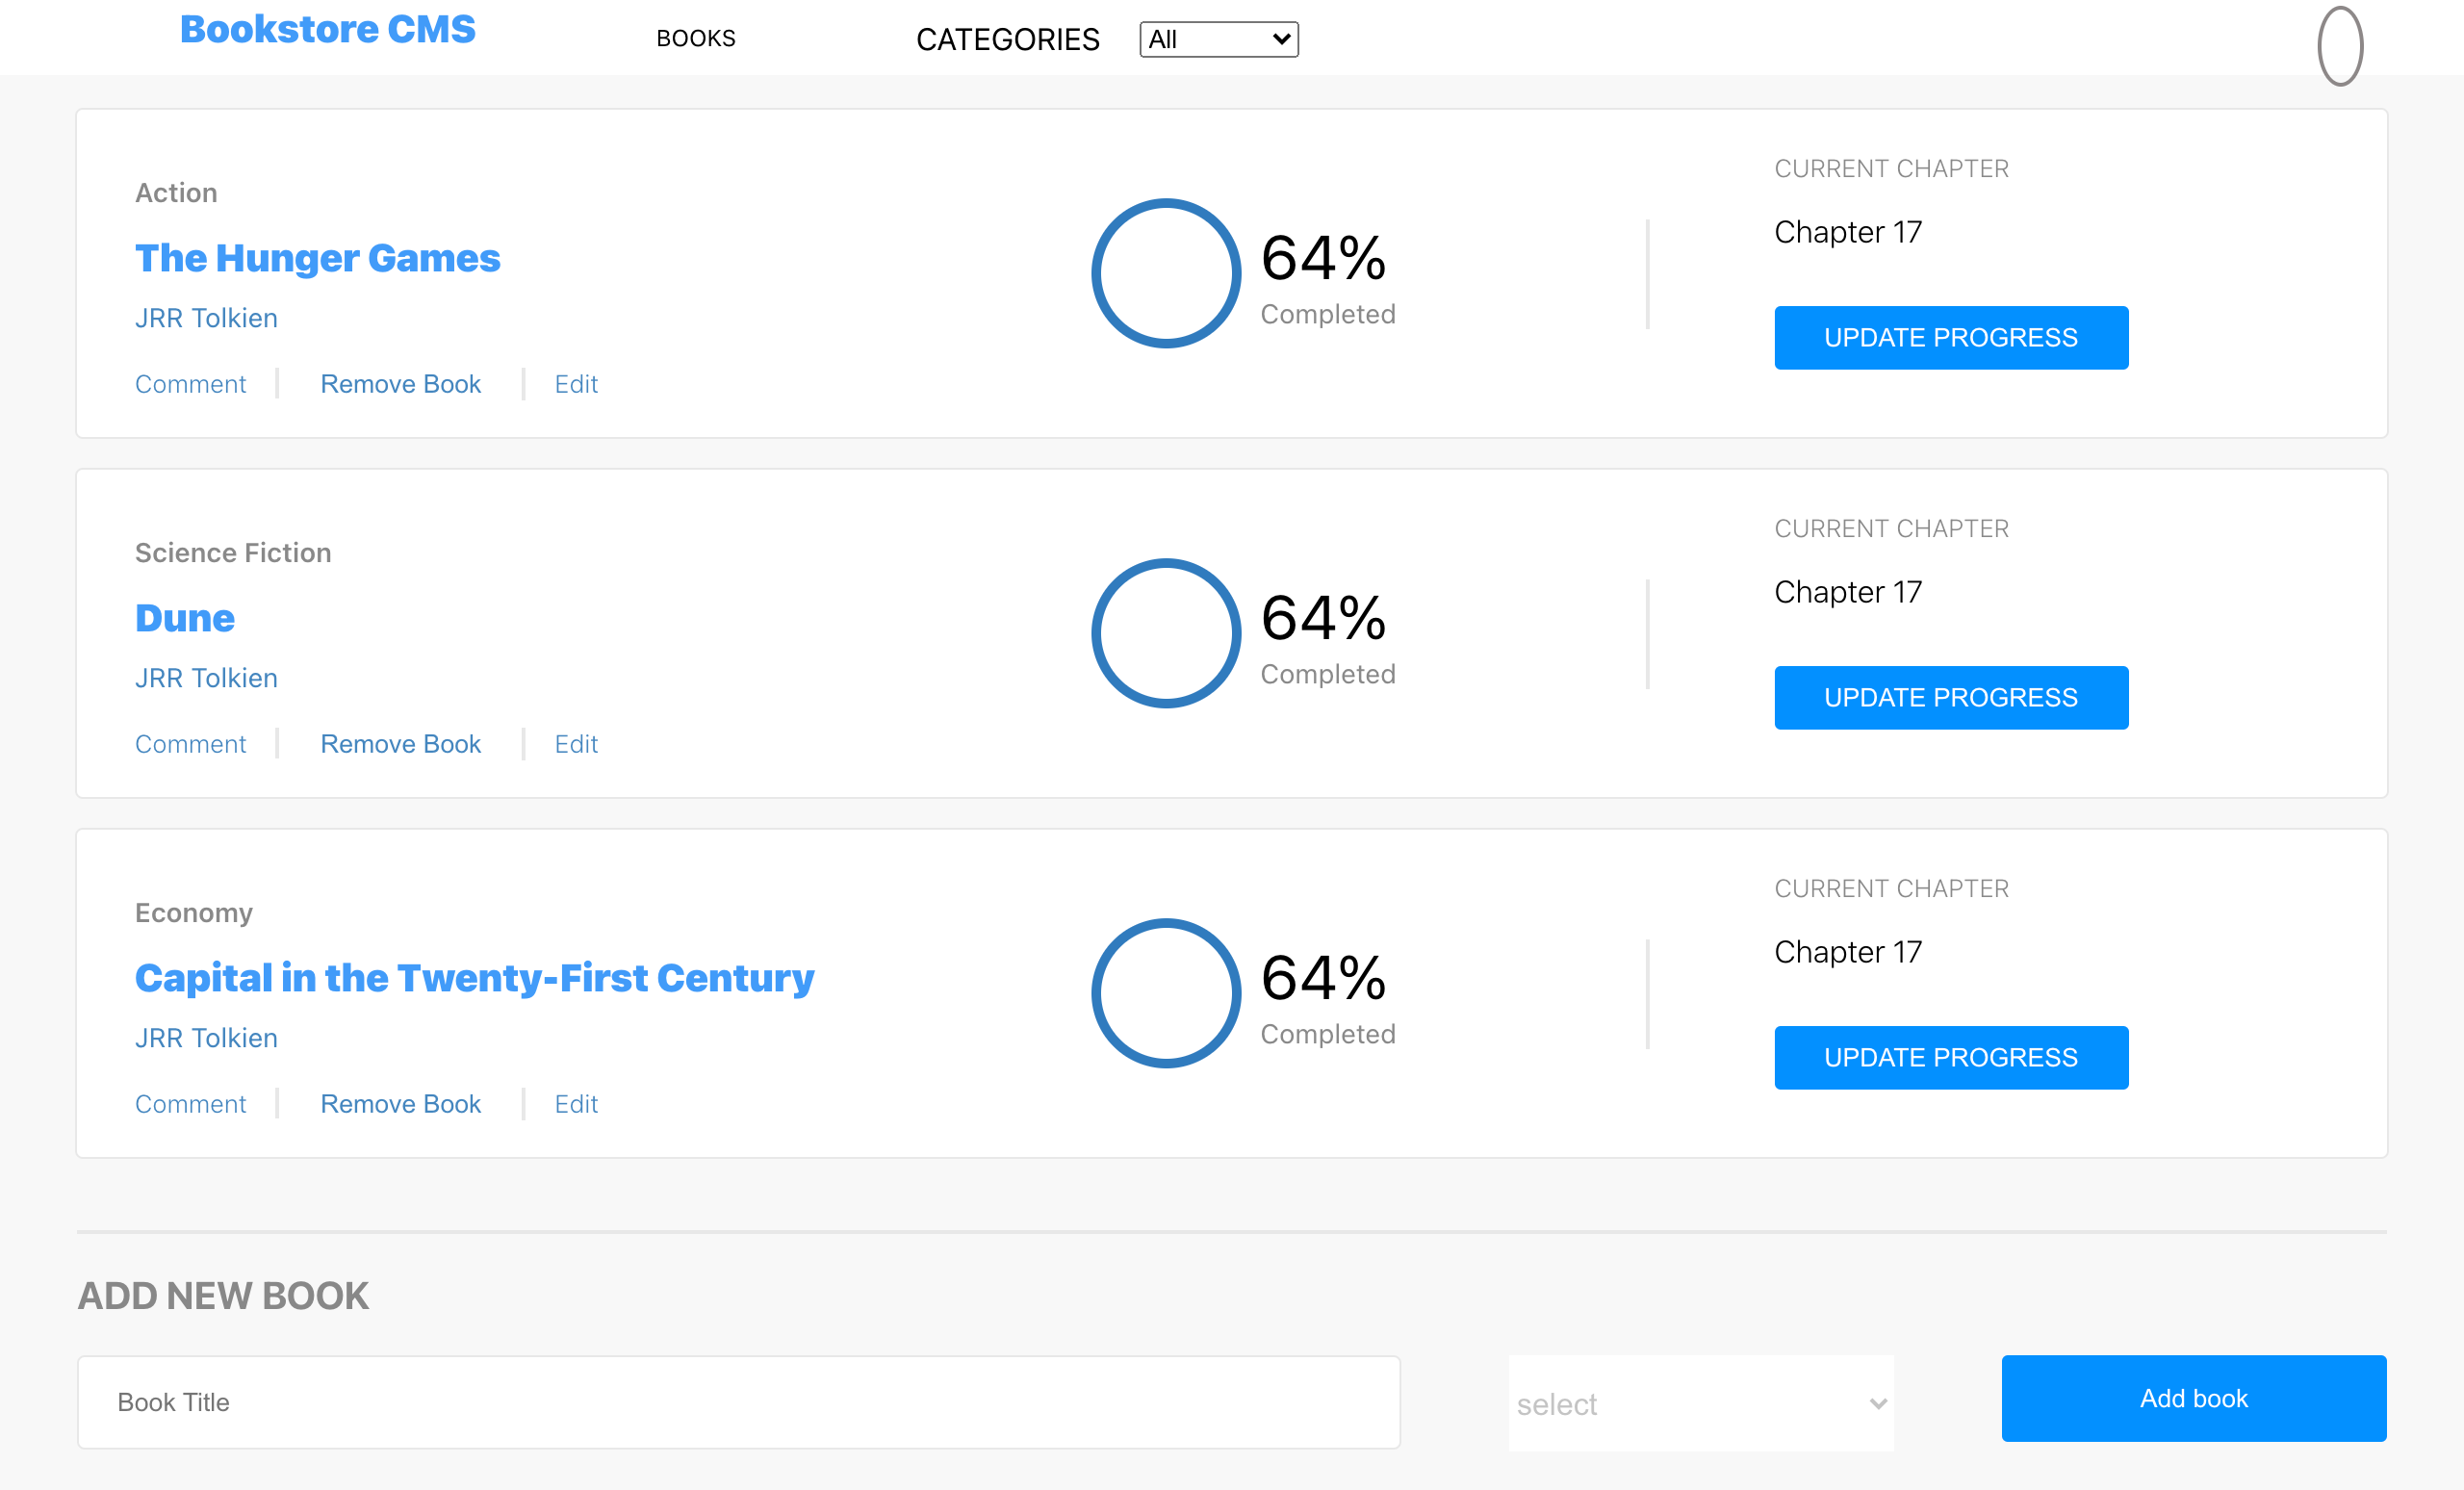 Bookstore CMS
BOOKS
CATEGORIES
All
Action
The Hunger Games
JRR Tolkien
Comment
Remove Book
Edit
64%
Completed
CURRENT CHAPTER
Chapter 17
UPDATE PROGRESS
Science Fiction
Dune
JRR Tolkien
Comment
Remove Book
Edit
64%
Completed
CURRENT CHAPTER
Chapter 17
UPDATE PROGRESS
Economy
Capital in the Twenty-First Century
JRR Tolkien
Comment
Remove Book
Edit
64%
Completed
CURRENT CHAPTER
Chapter 17
UPDATE PROGRESS
ADD NEW BOOK
Book Title
select
Add book